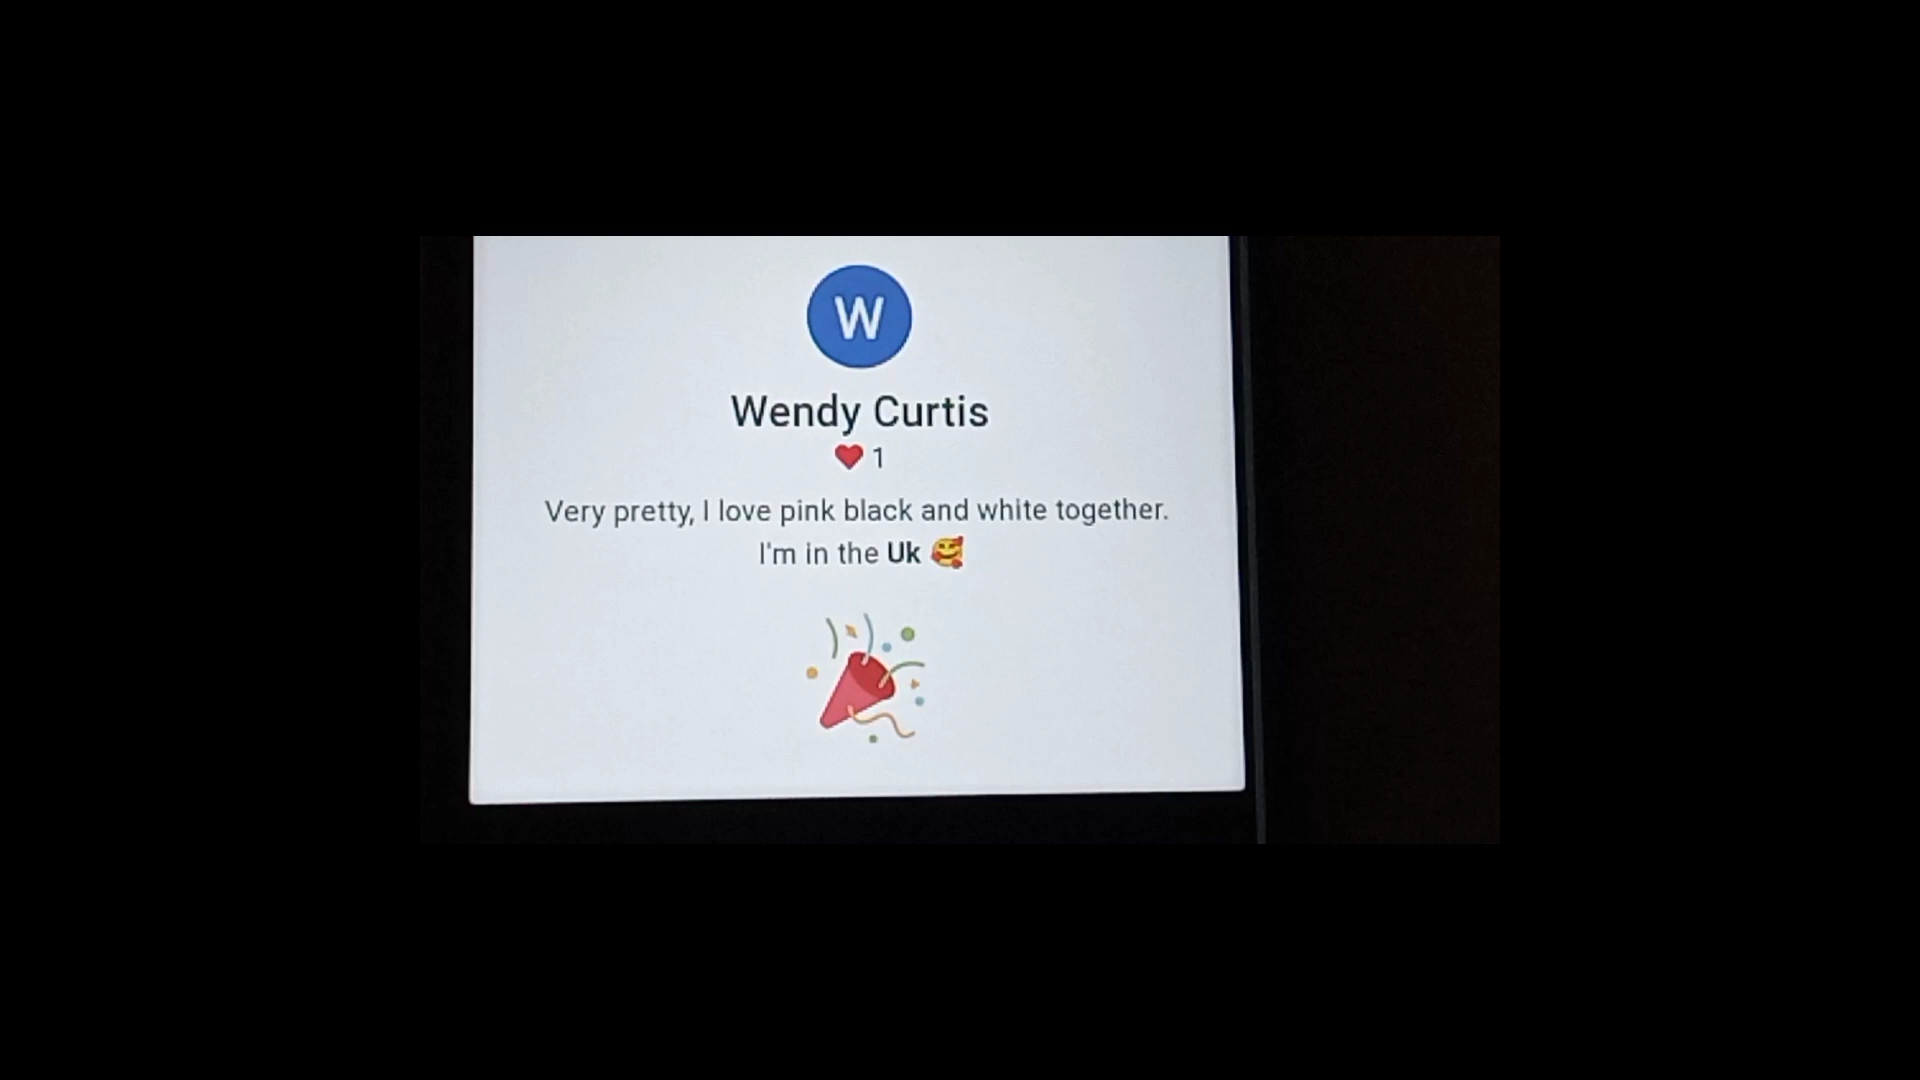 W
Wendy Curtis
❤️ 1
Very pretty, I love pink black and white together.
I'm in the Uk 🥰